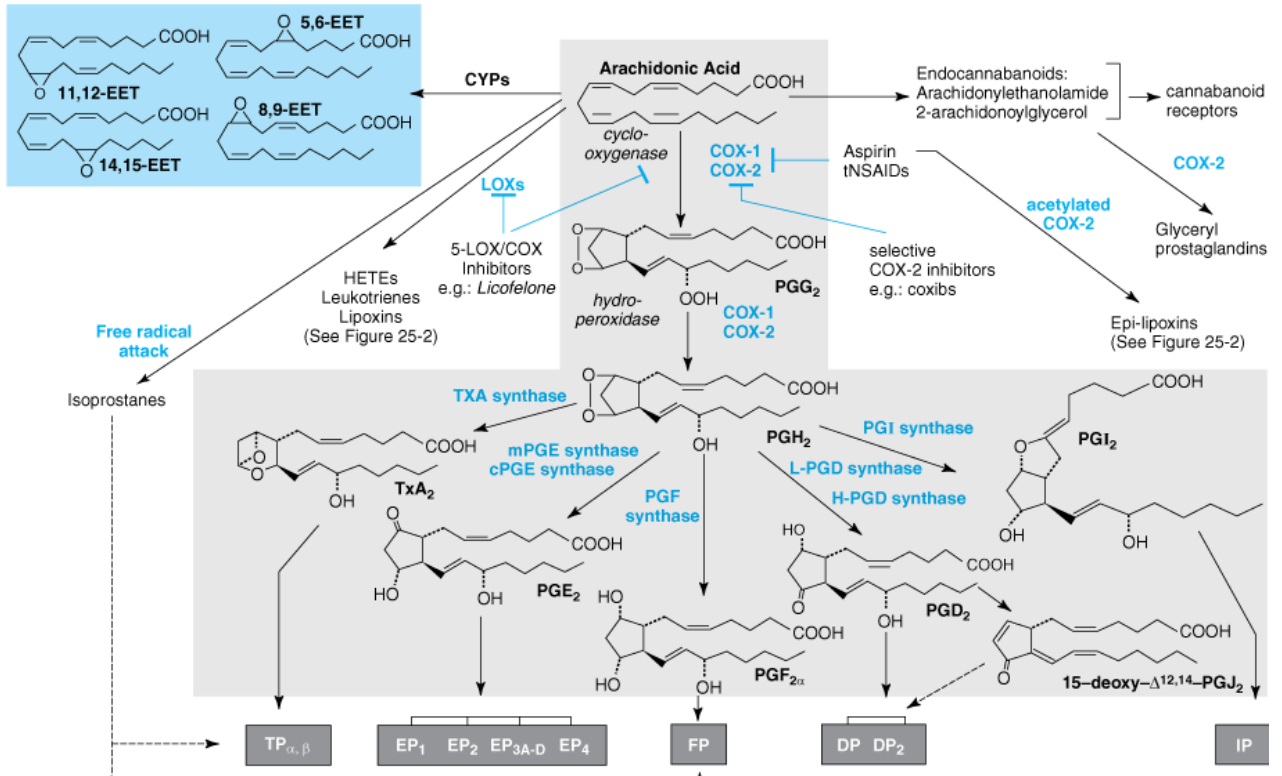 5,6-EET
COOH
COOH
O
O
11,12-EET
8,9-EET
COOH
COOH
O
O
14,15-EET
CYPs
Arachidonic Acid
COOH
cyclo-
oxygenase
COX-1
COX-2
Endocannabanoids:
Arachidonylethanolamide
2-arachidonoylglycerol
cannabanoid
receptors
Aspirin
tNSAIDs
COX-2
LOXs
acetylated
COX-2
Glyceryl
prostaglandins
5-LOX/COX
Inhibitors
e.g.: Licofelone
selective
COX-2 inhibitors
e.g.: coxibs
HETEs
Leukotrienes
Lipoxins
(See Figure 25-2)
O
O
COOH
PGG2
OOH
hydro-
peroxidase
COX-1
COX-2
Epi-lipoxins
(See Figure 25-2)
Free radical
attack
Isoprostanes
TXA synthase
O
O
COOH
OH
PGH2
PGI synthase
COOH
O
PGI2
OH
OH
mPGE synthase
cPGE synthase
L-PGD synthase
H-PGD synthase
PGF
synthase
O
O
COOH
OH
TxA2
O
COOH
HO
OH
PGE2
HO
COOH
HO
OH
PGF2α
HO
COOH
O
OH
PGD2
COOH
O
15–deoxy–Δ12,14–PGJ2
TPα, β
EP1 EP2 EP3A-D EP4
FP
DP DP2
IP